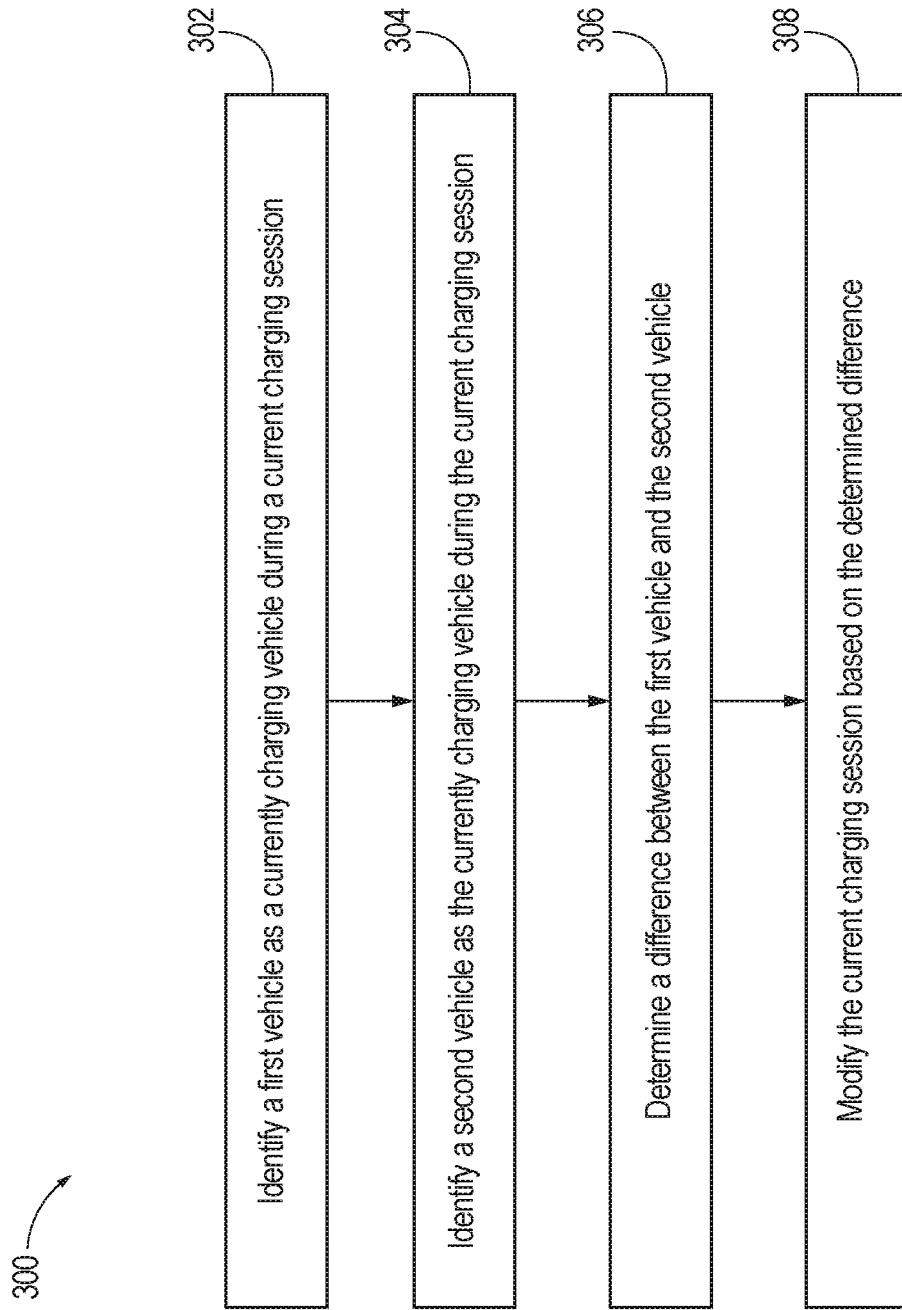 300
302
Identify a first vehicle as a currently charging vehicle during a current charging session
304
Identify a second vehicle as the currently charging vehicle during the current charging session
306
Determine a difference between the first vehicle and the second vehicle
308
Modify the current charging session based on the determined difference